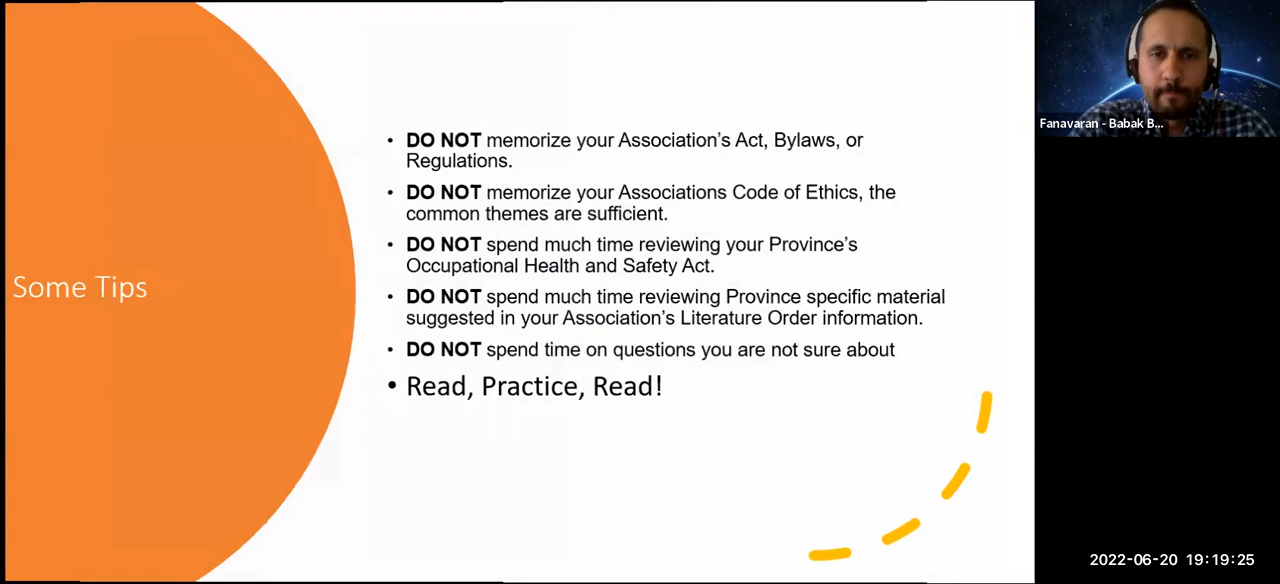 Some Tips
• DO NOT memorize your Association's Act, Bylaws, or
Regulations.
• DO NOT memorize your Associations Code of Ethics, the
common themes are sufficient.
• DO NOT spend much time reviewing your Province's
Occupational Health and Safety Act.
• DO NOT spend much time reviewing Province specific material
suggested in your Association's Literature Order information.
• DO NOT spend time on questions you are not sure about
• Read, Practice, Read!
Fanavaran - Babak B...
2022-06-20 19:19:25